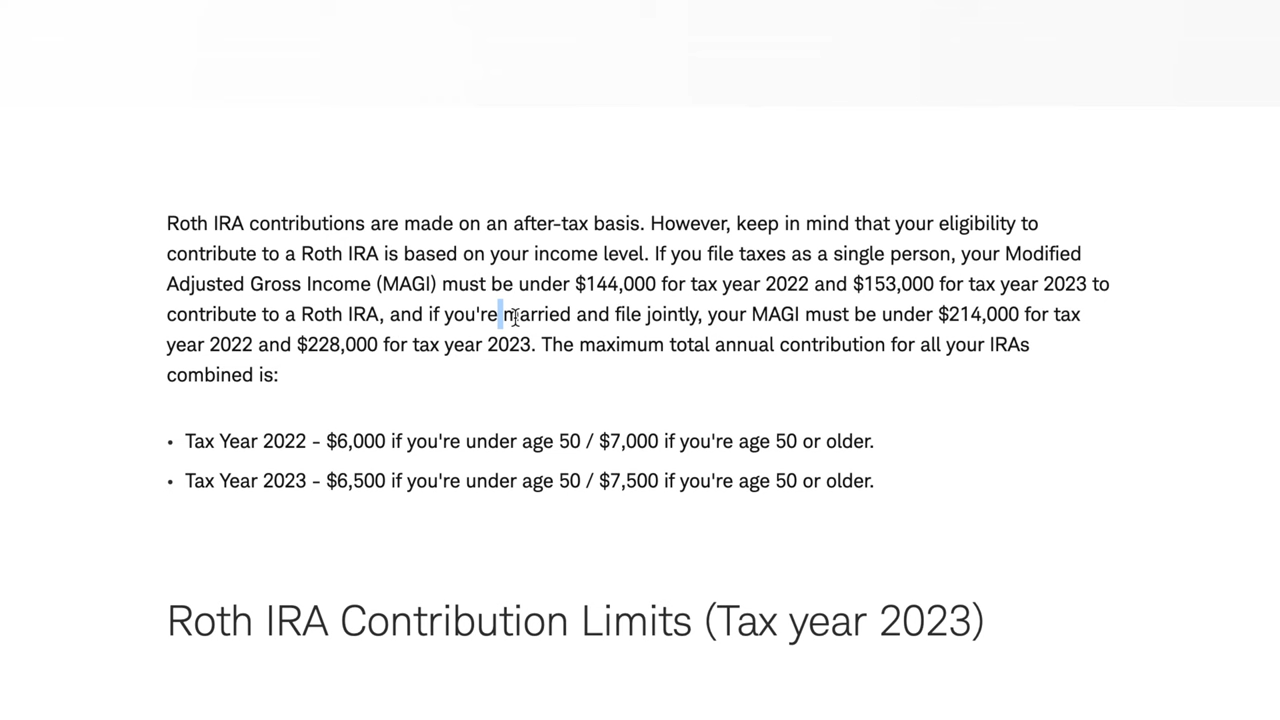 Roth IRA contributions are made on an after-tax basis. However, keep in mind that your eligibility to
contribute to a Roth IRA is based on your income level. If you file taxes as a single person, your Modified
Adjusted Gross Income (MAGI) must be under $144,000 for tax year 2022 and $153,000 for tax year 2023 to
contribute to a Roth IRA, and if you're married and file jointly, your MAGI must be under $214,000 for tax
year 2022 and $228,000 for tax year 2023. The maximum total annual contribution for all your IRAs
combined is:
• Tax Year 2022 - $6,000 if you're under age 50 / $7,000 if you're age 50 or older.
• Tax Year 2023 - $6,500 if you're under age 50 / $7,500 if you're age 50 or older.
Roth IRA Contribution Limits (Tax year 2023)